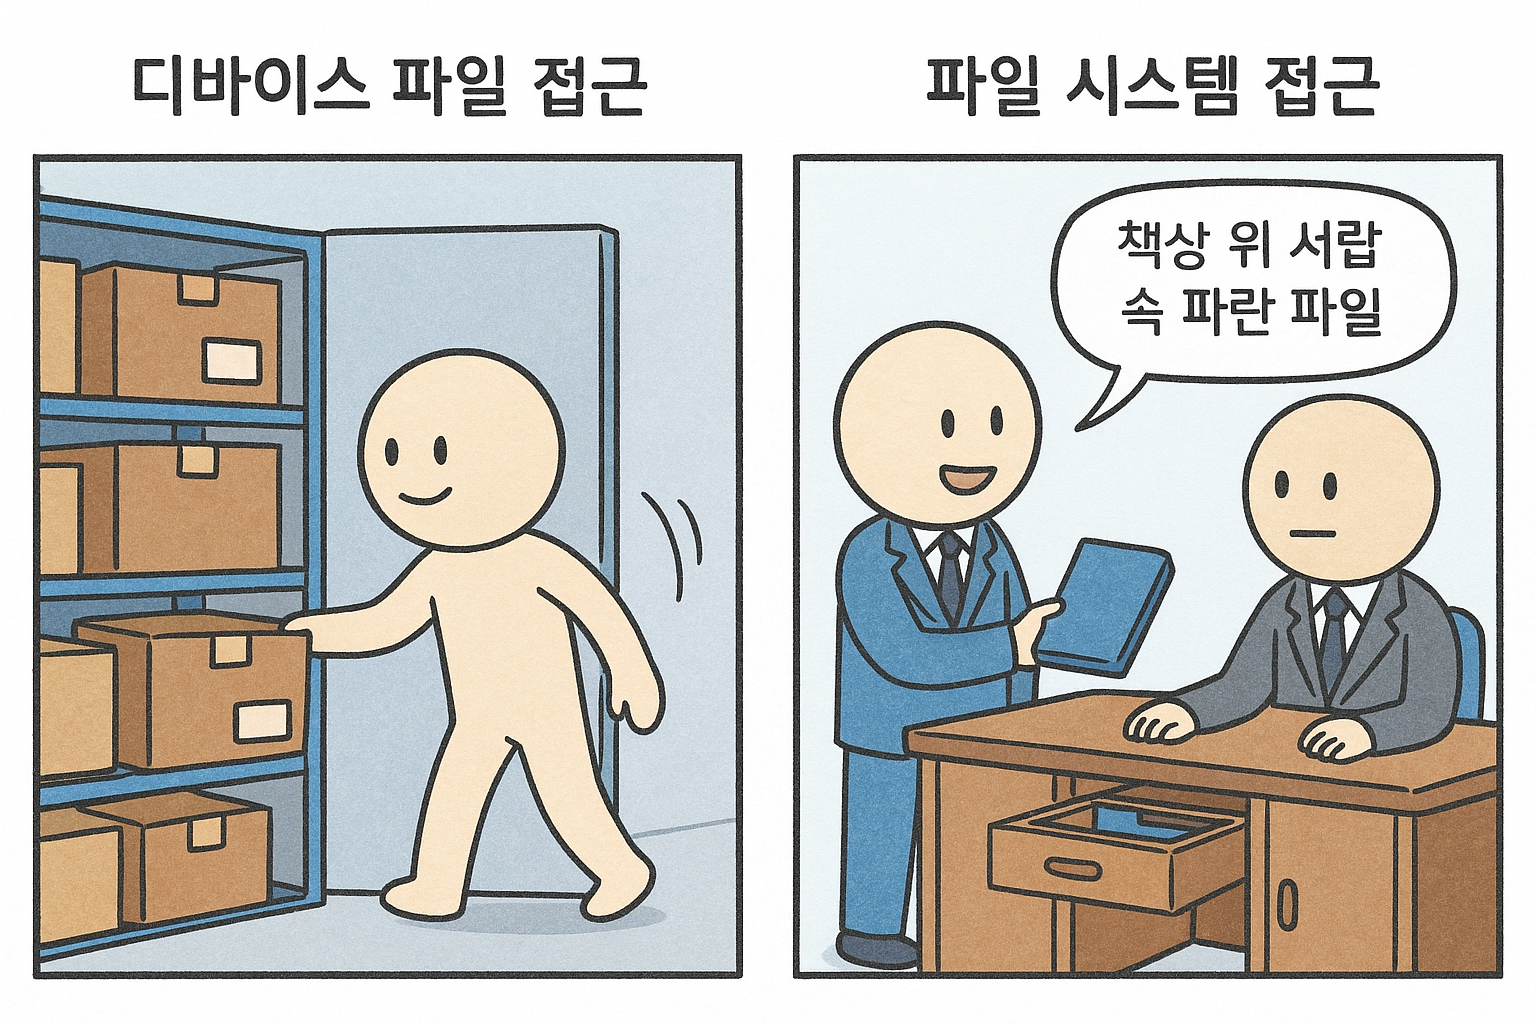 디바이스 파일 접근
파일 시스템 접근
책상 위 서랍
속 파란 파일